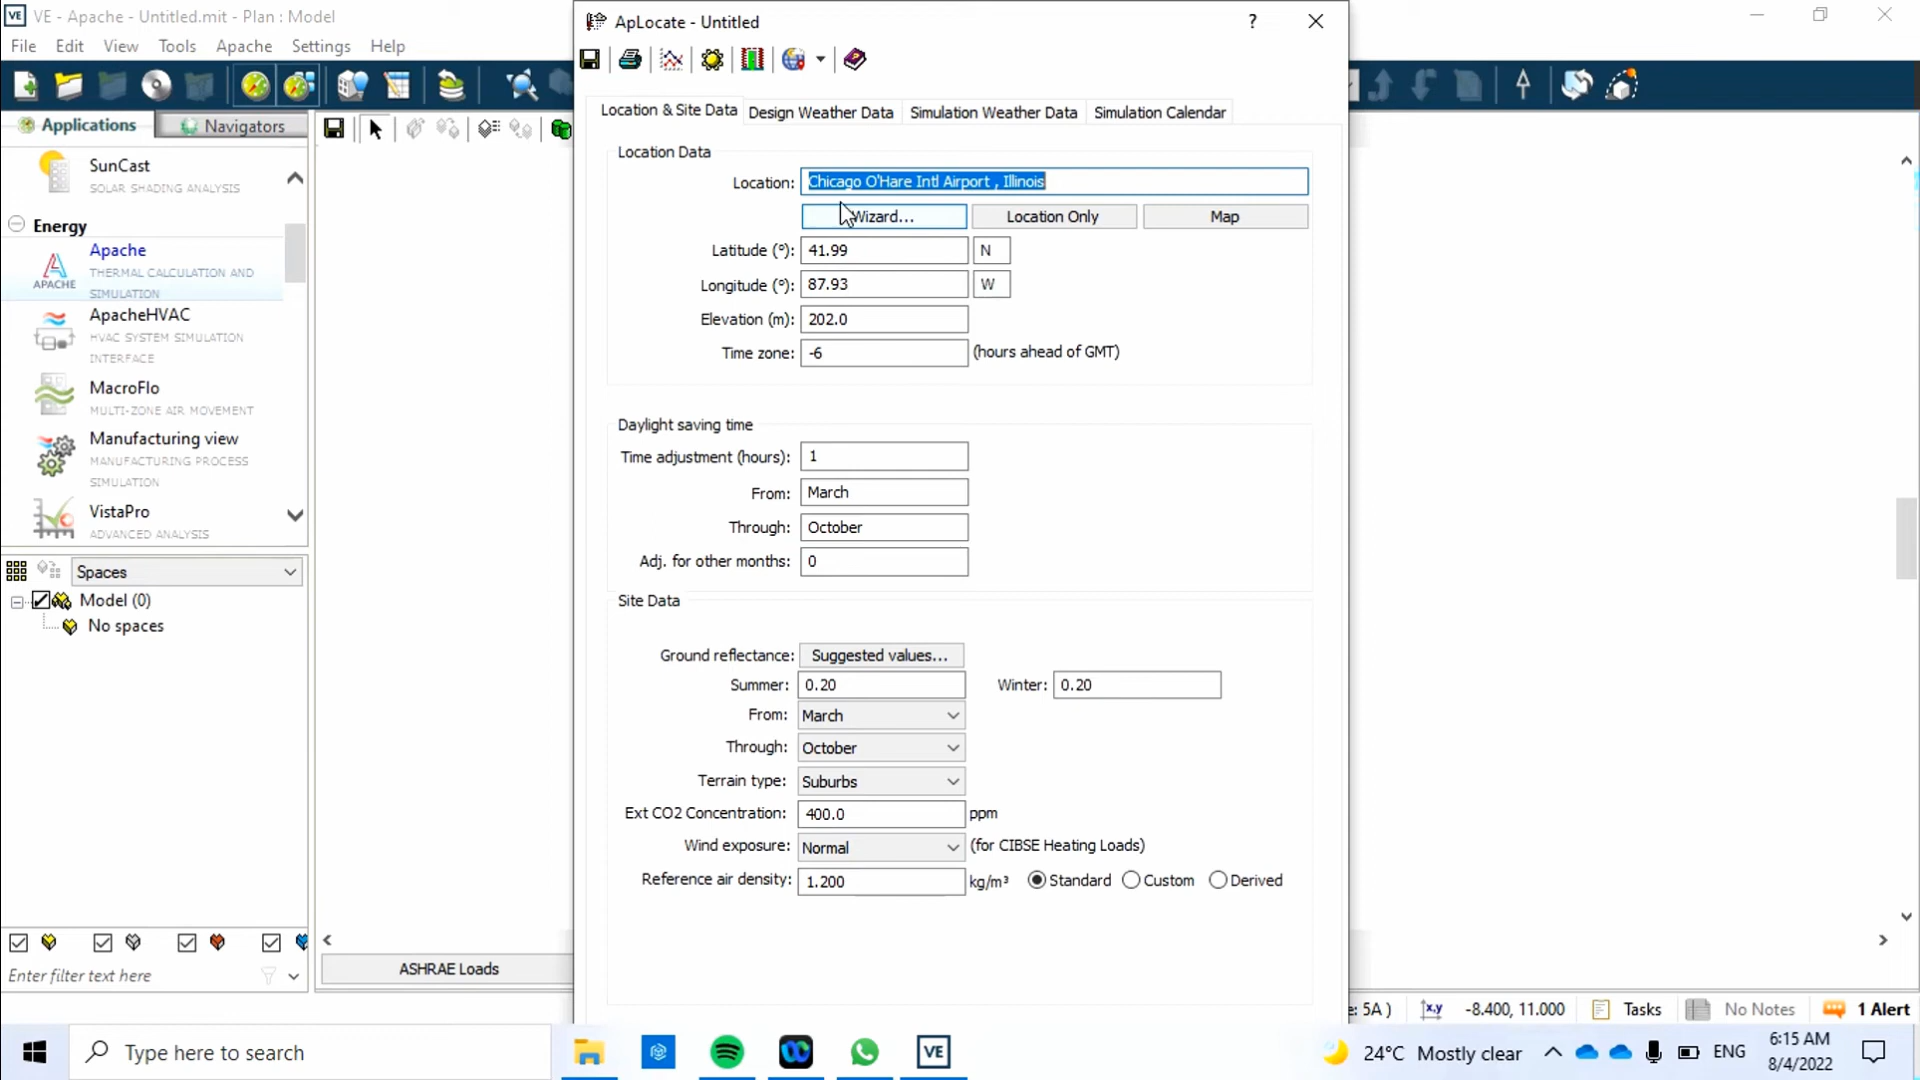 VE - Apache - Untitled.mit - Plan : Model
File Edit View Tools Apache Settings Help
Applications Navigators
SunCast
SOLAR SHADING ANALYSIS
Energy
Apache
THERMAL CALCULATION AND
SIMULATION
APACHE
ApacheHVAC
HVAC SYSTEM SIMULATION
INTERFACE
MacroFlo
MULTI-ZONE AIR MOVEMENT
Manufacturing view
MANUFACTURING PROCESS
SIMULATION
VistaPro
ADVANCED ANALYSIS
Spaces
Model (0)
No spaces
Enter filter text here
ApLocate - Untitled ?
Location & Site Data Design Weather Data Simulation Weather Data Simulation Calendar
Location Data
Location: Chicago O'Hare Intl Airport , Illinois
Wizard... Location Only Map
Latitude (°): 41.99 N
Longitude (°): 87.93 W
Elevation (m): 202.0
Time zone: -6 (hours ahead of GMT)
Daylight saving time
Time adjustment (hours): 1
From: March
Through: October
Adj. for other months: 0
Site Data
Ground reflectance: Suggested values...
Summer: 0.20 Winter: 0.20
From: March
Through: October
Terrain type: Suburbs
Ext CO2 Concentration: 400.0 ppm
Wind exposure: Normal (for CIBSE Heating Loads)
Reference air density: 1.200 kg/m³ Standard Custom Derived
ASHRAE Loads
e: 5A ) x,y -8.400, 11.000 Tasks No Notes 1 Alert
Type here to search
VE
24°C Mostly clear ENG
6:15 AM
8/4/2022